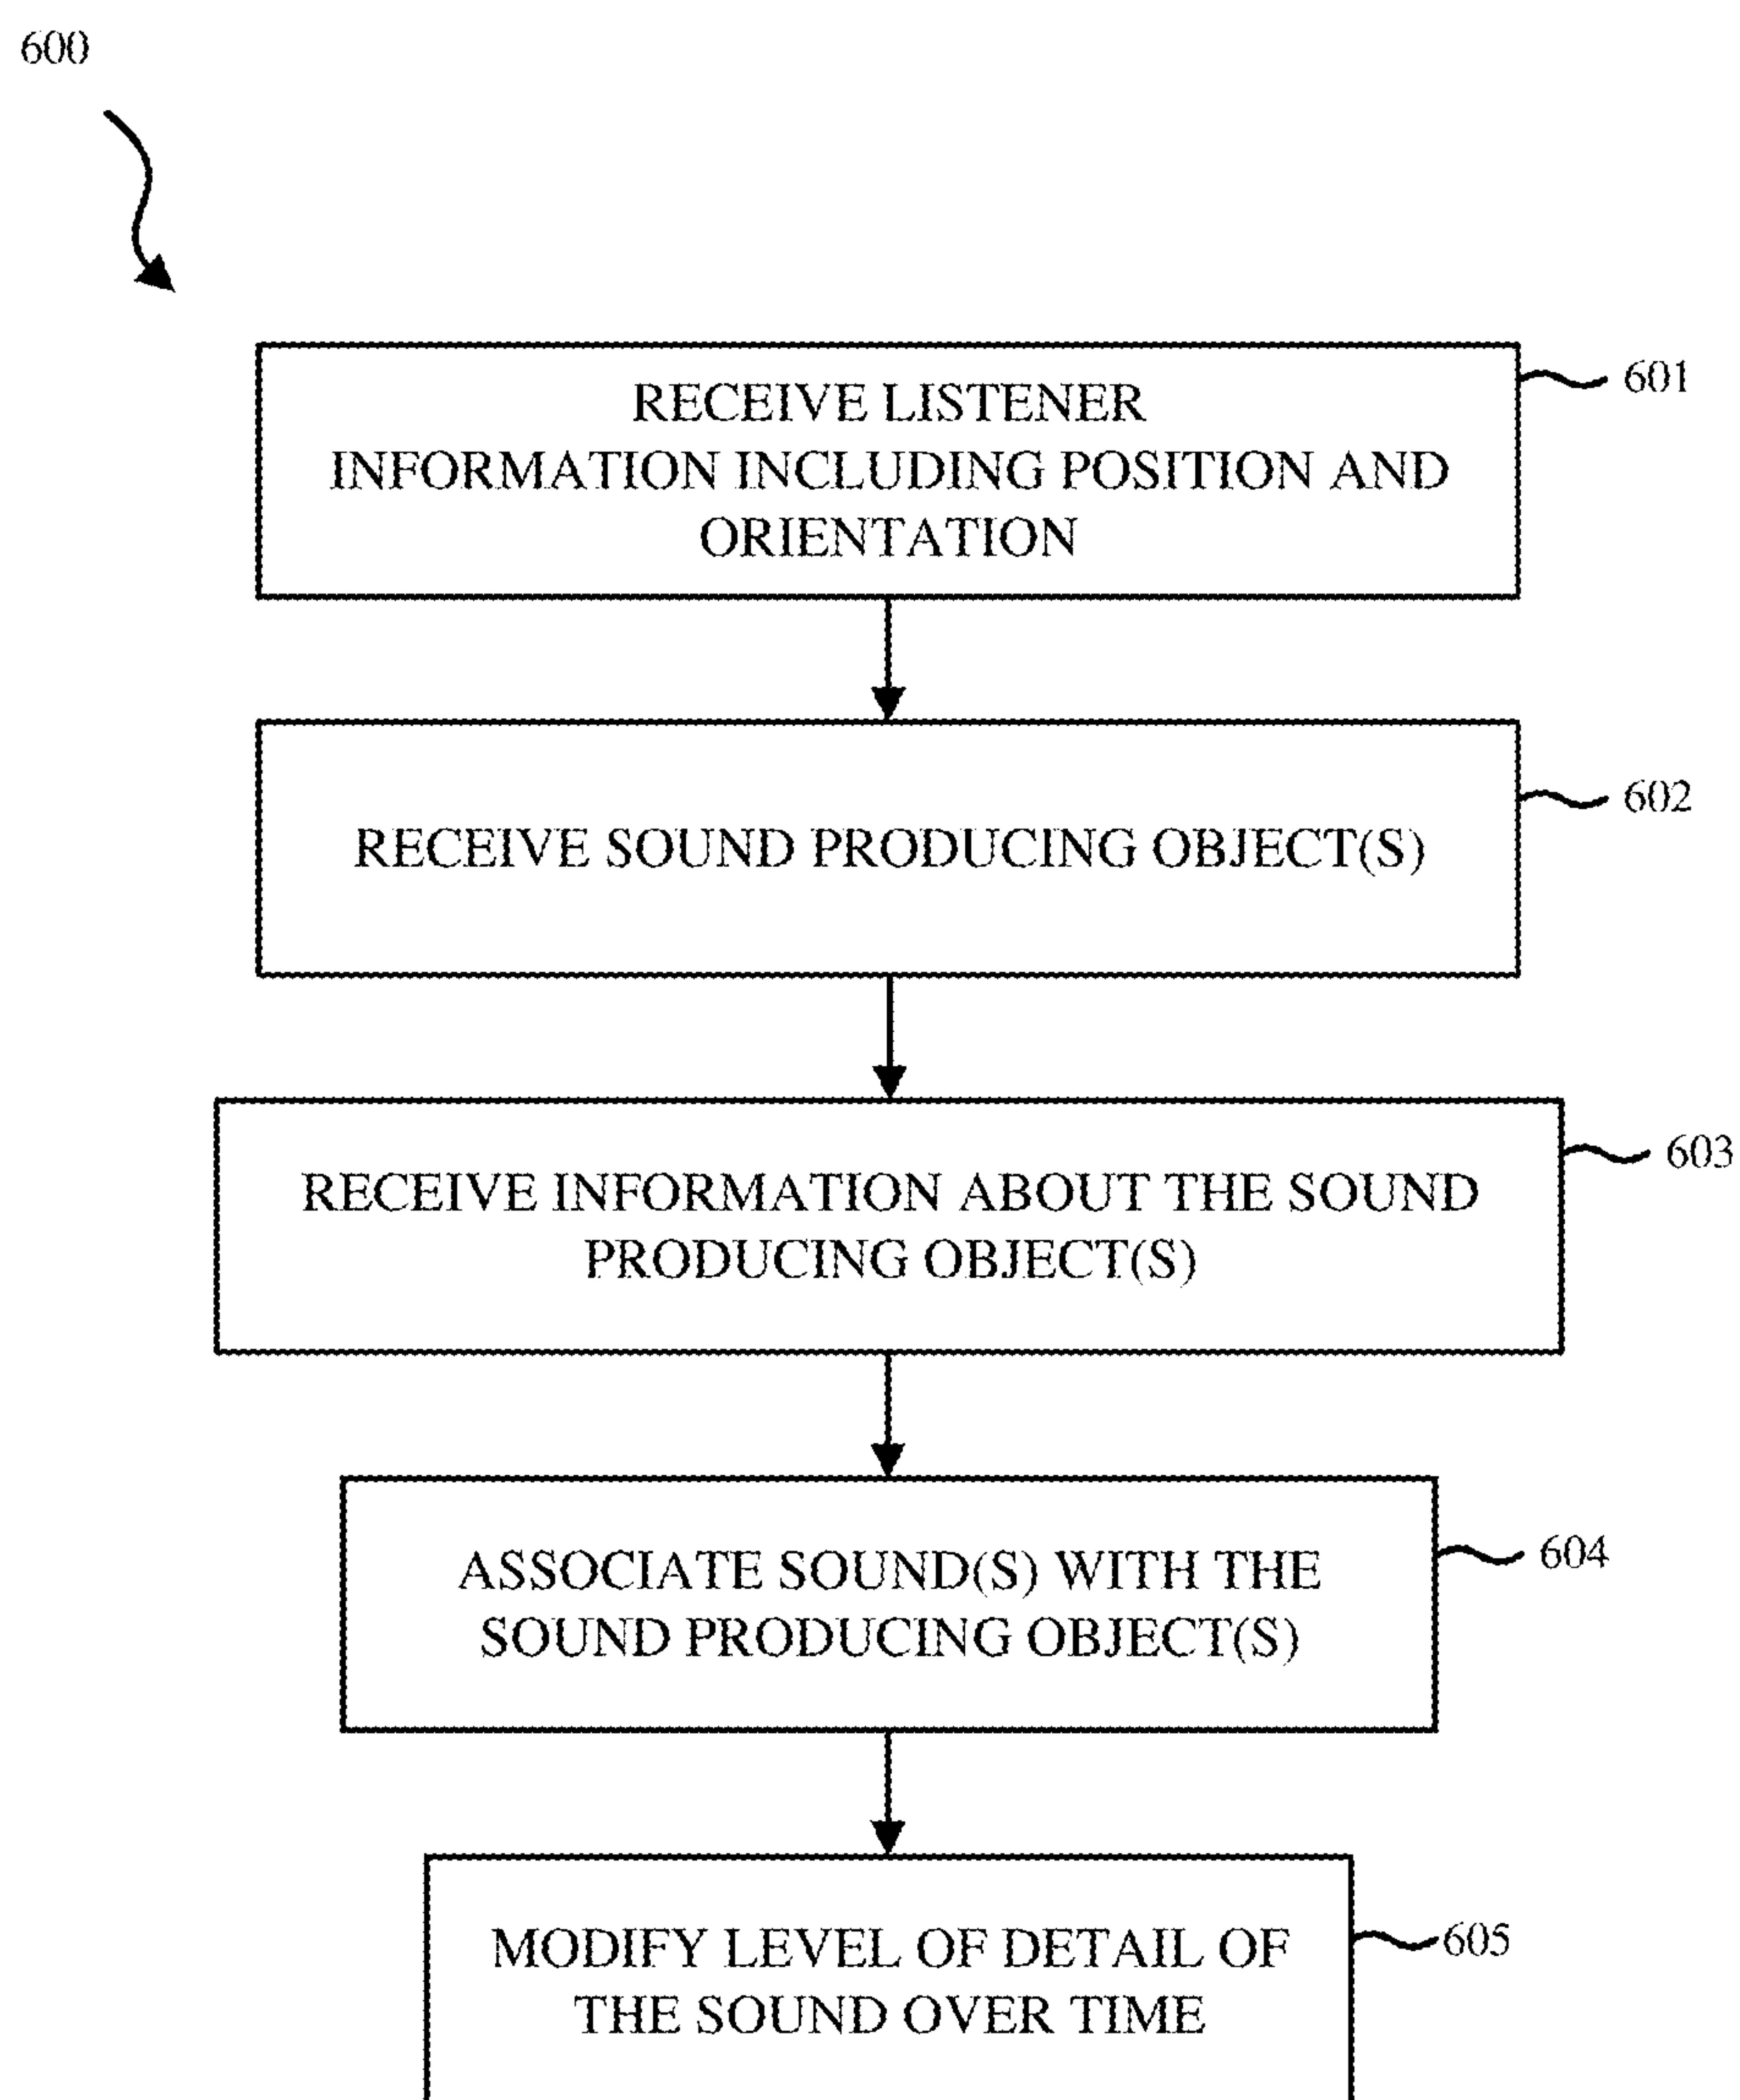 600
RECEIVE LISTENER
INFORMATION INCLUDING POSITION AND
ORIENTATION
601
RECEIVE SOUND PRODUCING OBJECT(S)
602
RECEIVE INFORMATION ABOUT THE SOUND
PRODUCING OBJECT(S)
603
ASSOCIATE SOUND(S) WITH THE
SOUND PRODUCING OBJECT(S)
604
MODIFY LEVEL OF DETAIL OF
THE SOUND OVER TIME
605